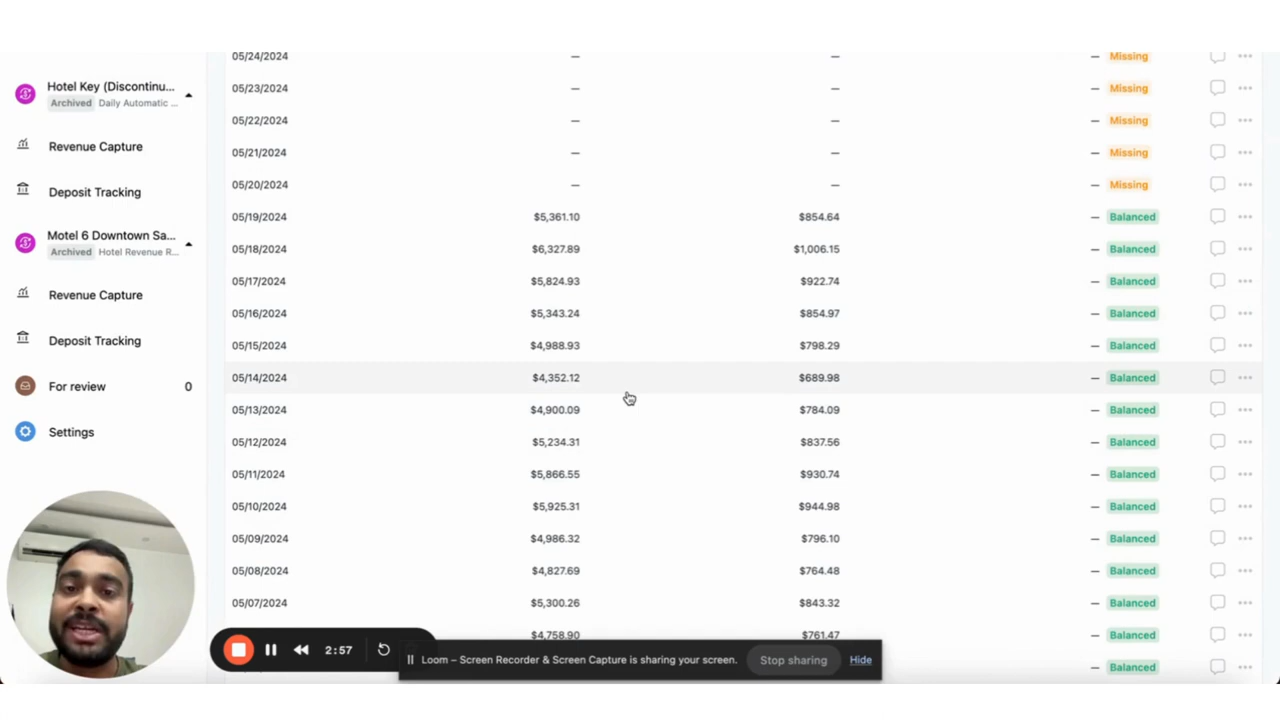 Hotel Key (Discontinu...
Archived Daily Automatic ...
Revenue Capture
Deposit Tracking
Motel 6 Downtown Sa...
Archived Hotel Revenue R...
Revenue Capture
Deposit Tracking
For review 0
Settings
05/24/2024 — — — Missing
05/23/2024 — — — Missing
05/22/2024 — — — Missing
05/21/2024 — — — Missing
05/20/2024 — — — Missing
05/19/2024 $5,361.10 $854.64 — Balanced
05/18/2024 $6,327.89 $1,006.15 — Balanced
05/17/2024 $5,824.93 $922.74 — Balanced
05/16/2024 $5,343.24 $854.97 — Balanced
05/15/2024 $4,988.93 $798.29 — Balanced
05/14/2024 $4,352.12 $689.98 — Balanced
05/13/2024 $4,900.09 $784.09 — Balanced
05/12/2024 $5,234.31 $837.56 — Balanced
05/11/2024 $5,866.55 $930.74 — Balanced
05/10/2024 $5,925.31 $944.98 — Balanced
05/09/2024 $4,986.32 $796.10 — Balanced
05/08/2024 $4,827.69 $764.48 — Balanced
05/07/2024 $5,300.26 $843.32 — Balanced
$4,758.90 $761.47 — Balanced
— Balanced
2:57
Loom – Screen Recorder & Screen Capture is sharing your screen. Stop sharing Hide